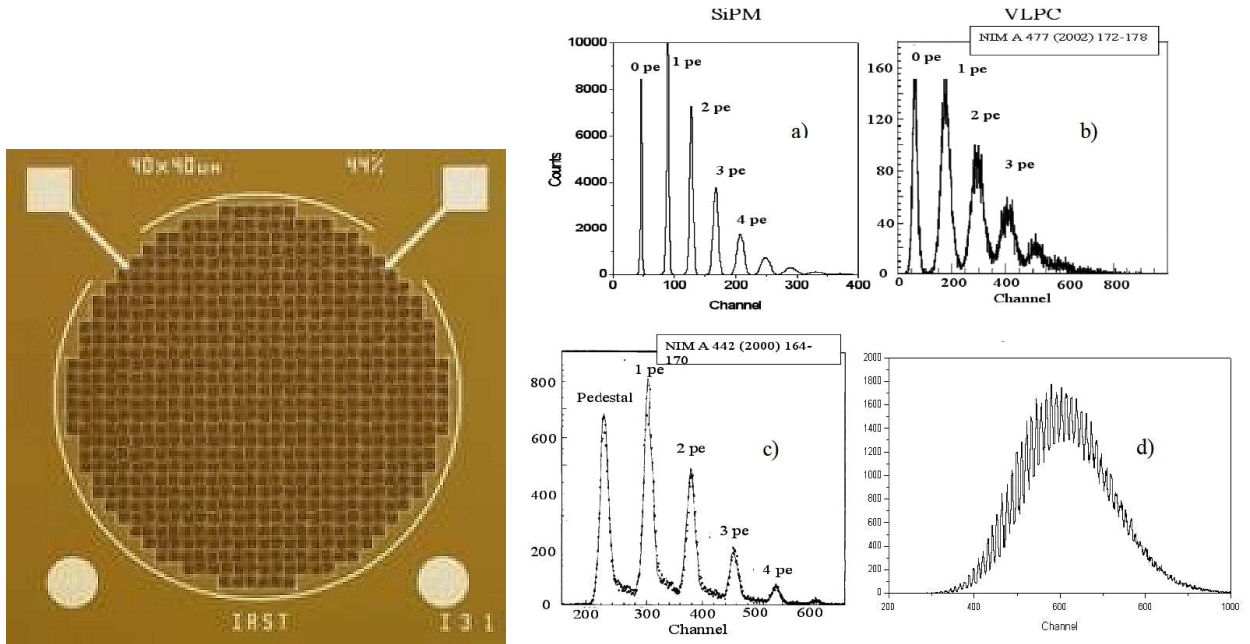 40x40µm 44%
IRST I31
SiPM
10000
8000
6000
4000
2000
0
Counts
0 pe
1 pe
2 pe
3 pe
4 pe
a)
0 100 200 300 400
Channel
VLPC
NIM A 477 (2002) 172-178
160
120
80
40
0
0 pe
1 pe
2 pe
3 pe
b)
0 200 400 600 800
Channel
NIM A 442 (2000) 164-
170
800
600
400
200
0
Pedestal
1 pe
2 pe
3 pe
4 pe
c)
200 300 400 500 600
Channel
2000
1800
1600
1400
1200
1000
800
600
400
200
0
d)
200 400 600 800 1000
Channel